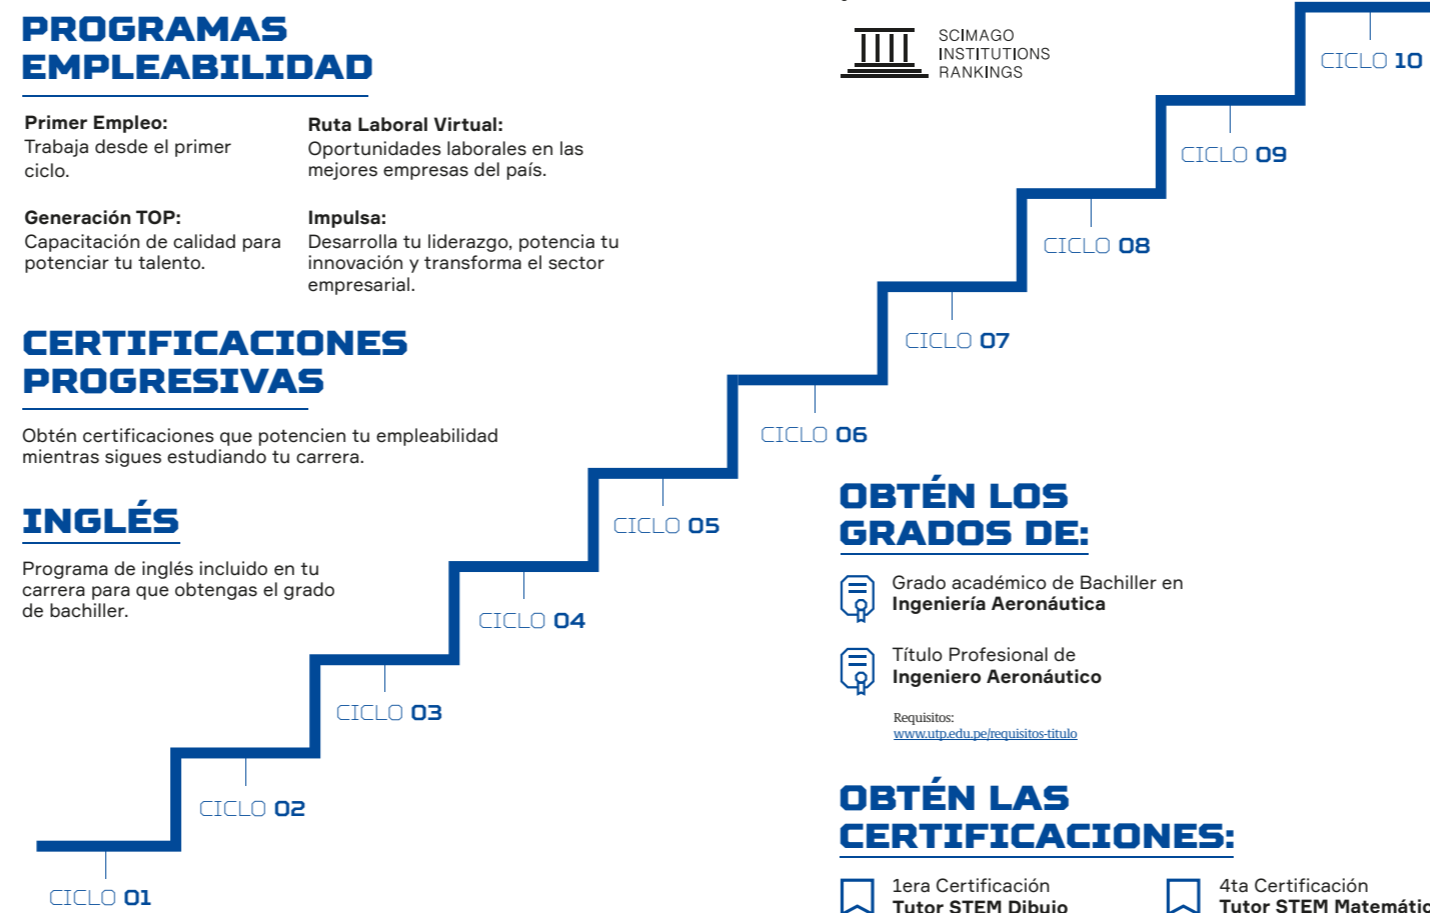 PROGRAMAS
EMPLEABILIDAD
Primer Empleo:
Trabaja desde el primer
ciclo.
Ruta Laboral Virtual:
Oportunidades laborales en las
mejores empresas del país.
Generación TOP:
Capacitación de calidad para
potenciar tu talento.
Impulsa:
Desarrolla tu liderazgo, potencia tu
innovación y transforma el sector
empresarial.
CERTIFICACIONES
PROGRESIVAS
Obtén certificaciones que potencien tu empleabilidad
mientras sigues estudiando tu carrera.
INGLÉS
Programa de inglés incluido en tu
carrera para que obtengas el grado
de bachiller.
SCIMAGO
INSTITUTIONS
RANKINGS
CICLO 10
CICLO 09
CICLO 08
CICLO 07
CICLO 06
CICLO 05
CICLO 04
CICLO 03
CICLO 02
CICLO 01
OBTÉN LOS
GRADOS DE:
Grado académico de Bachiller en
Ingeniería Aeronáutica
Título Profesional de
Ingeniero Aeronáutico
Requisitos:
www.utp.edu.pe/requisitos-titulo
OBTÉN LAS
CERTIFICACIONES:
1era Certificación
Tutor STEM Dibujo
4ta Certificación
Tutor STEM Matemátic